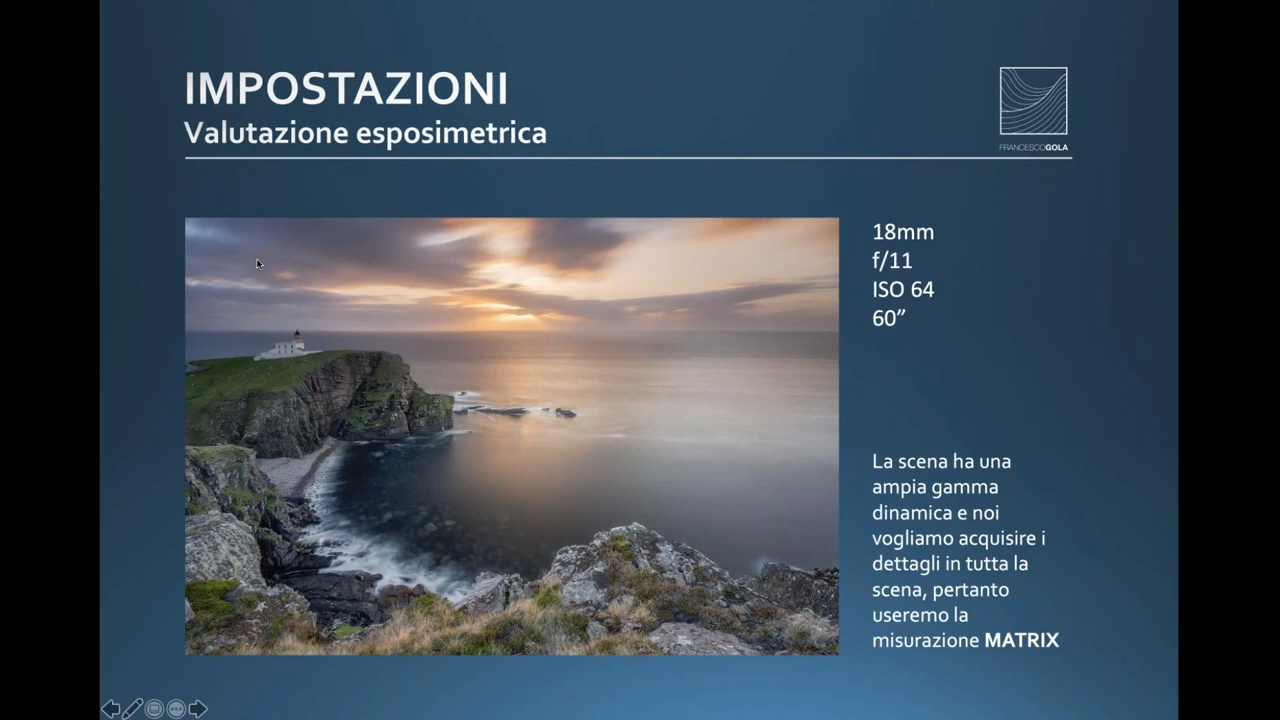 IMPOSTAZIONI
Valutazione esposimetrica
FRANCESCOGOLA
18mm
f/11
ISO 64
60”
La scena ha una
ampia gamma
dinamica e noi
vogliamo acquisire i
dettagli in tutta la
scena, pertanto
useremo la
misurazione MATRIX